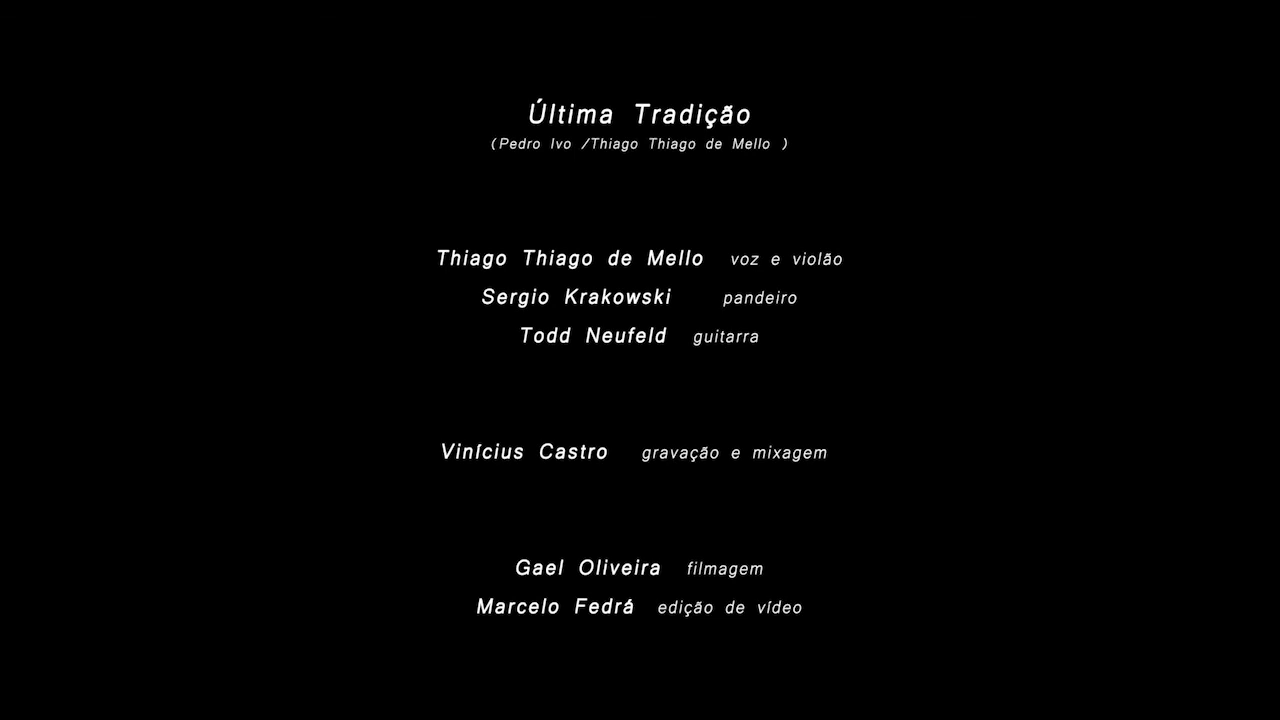 Última Tradição
(Pedro Ivo /Thiago Thiago de Mello )
Thiago Thiago de Mello voz e violão
Sergio Krakowski pandeiro
Todd Neufeld guitarra
Vinícius Castro gravação e mixagem
Gael Oliveira filmagem
Marcelo Fedrá edição de vídeo